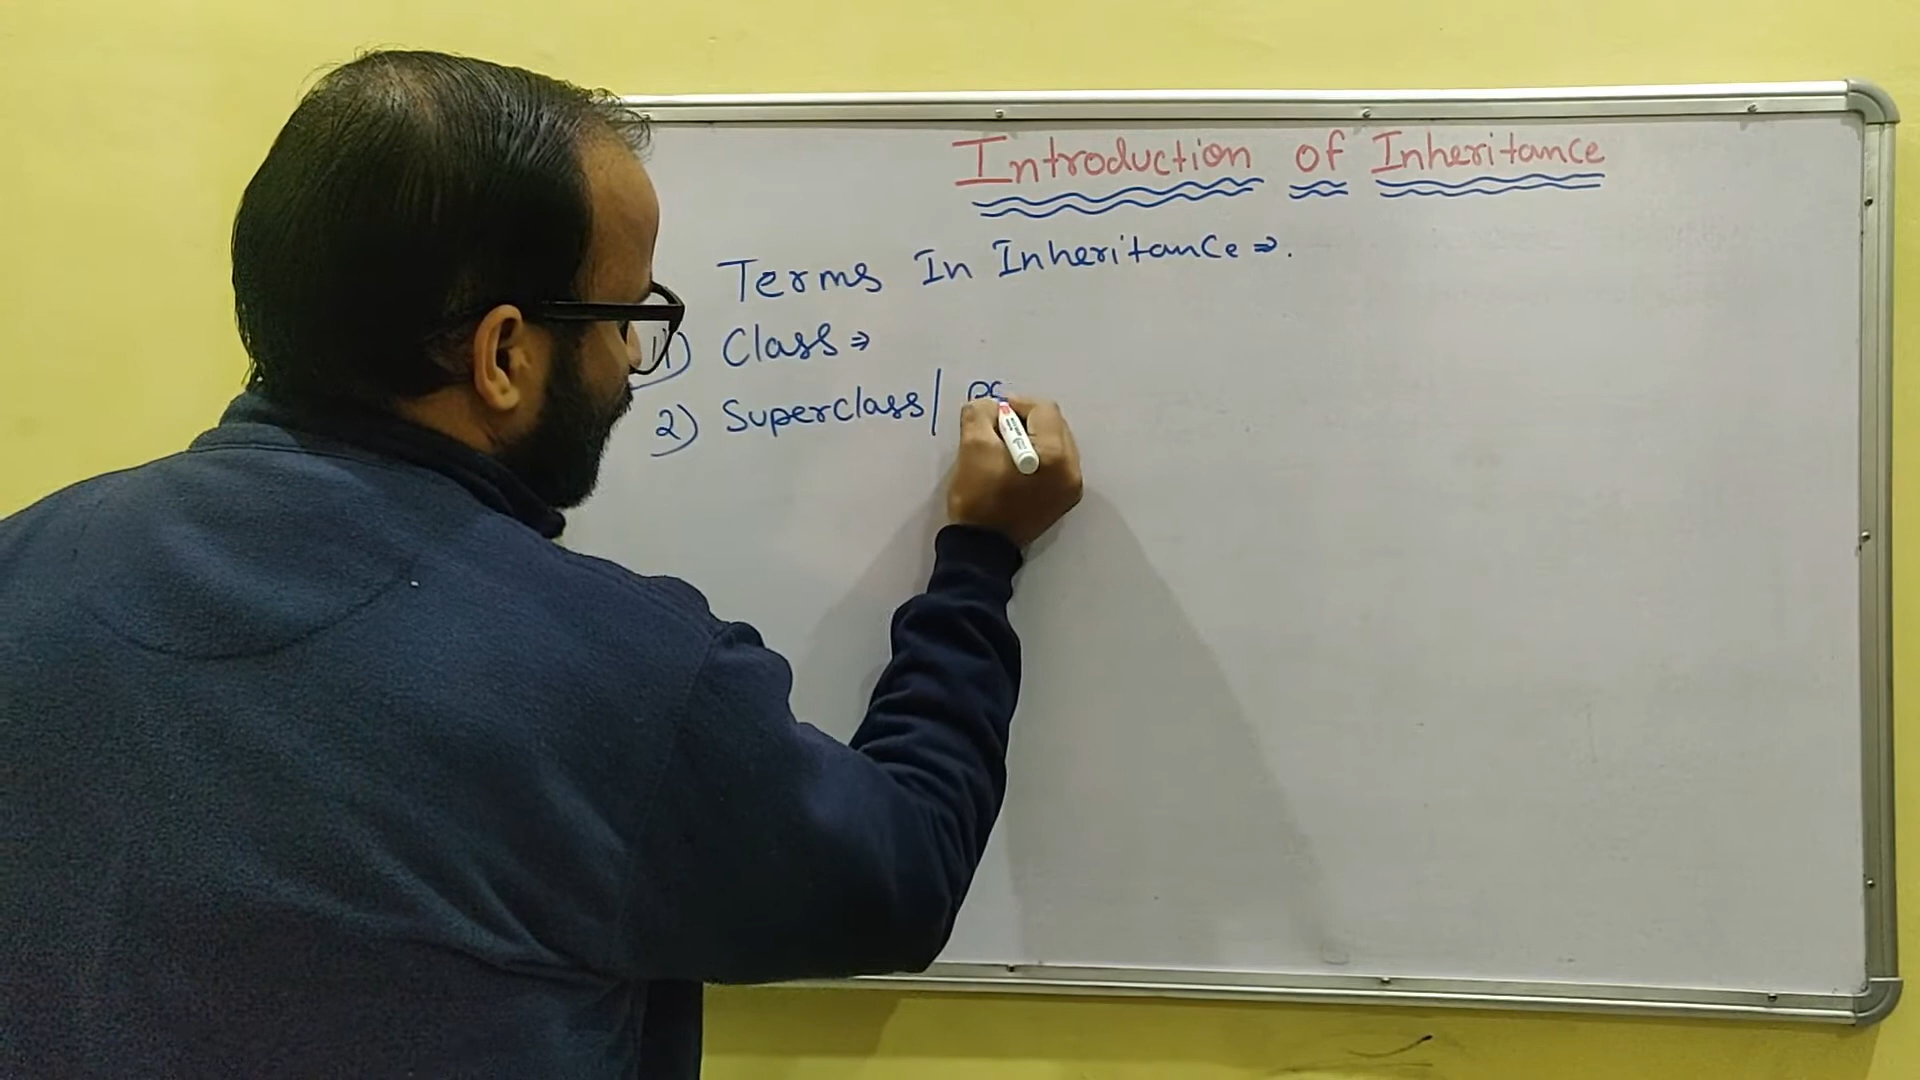 Introduction of Inheritance
Terms In Inheritance ⇒.
1) Class ⇒
2) Superclass/